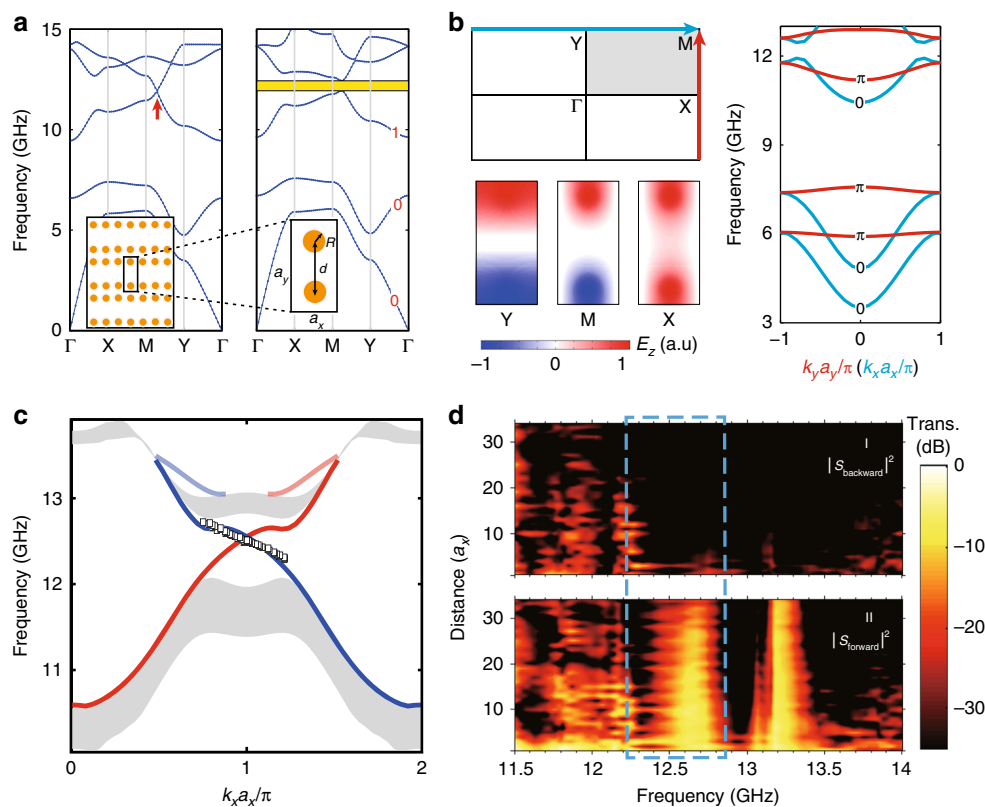 a
15
10
5
0
Frequency (GHz)
Γ X M Y Γ
Γ X M Y Γ
1
0
0
R
d
a_y
a_x
b
Y M
Γ X
Y M X
E_z (a.u)
−1 0 1
12
9
6
3
Frequency (GHz)
π
0
π
π
0
0
−1 0 1
k_y a_y/π (k_x a_x/π)
c
13
12
11
Frequency (GHz)
0 1 2
k_x a_x/π
d
30
20
10
I
|S_backward|²
Distance (a_x)
30
20
10
II
|S_forward|²
11.5 12 12.5 13 13.5 14
Frequency (GHz)
Trans.
(dB)
0
−10
−20
−30